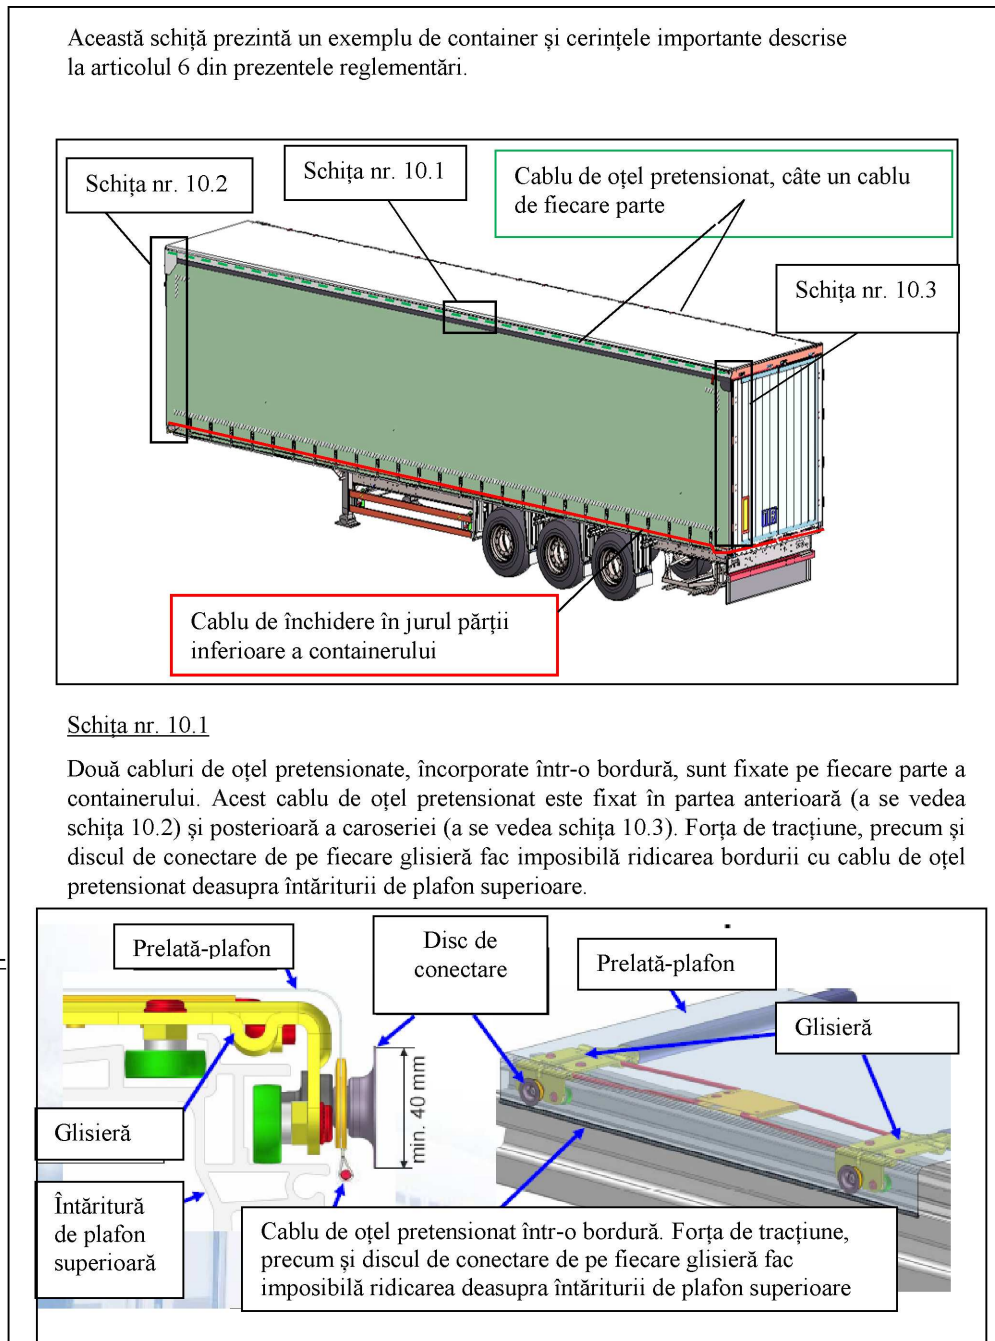 Această schiță prezintă un exemplu de container și cerințele importante descrise
la articolul 6 din prezentele reglementări.
Schița nr. 10.2
Schița nr. 10.1
Cablu de oțel pretensionat, câte un cablu
de fiecare parte
Schița nr. 10.3
Cablu de închidere în jurul părții
inferioare a containerului
Schița nr. 10.1
Două cabluri de oțel pretensionate, încorporate într-o bordură, sunt fixate pe fiecare parte a
containerului. Acest cablu de oțel pretensionat este fixat în partea anterioară (a se vedea
schița 10.2) și posterioară a caroseriei (a se vedea schița 10.3). Forța de tracțiune, precum și
discul de conectare de pe fiecare glisieră fac imposibilă ridicarea bordurii cu cablu de oțel
pretensionat deasupra întăriturii de plafon superioare.
Prelată-plafon
Disc de
conectare
Prelată-plafon
Glisieră
min. 40 mm
Glisieră
Întăritură
de plafon
superioară
Cablu de oțel pretensionat într-o bordură. Forța de tracțiune,
precum și discul de conectare de pe fiecare glisieră fac
imposibilă ridicarea deasupra întăriturii de plafon superioare